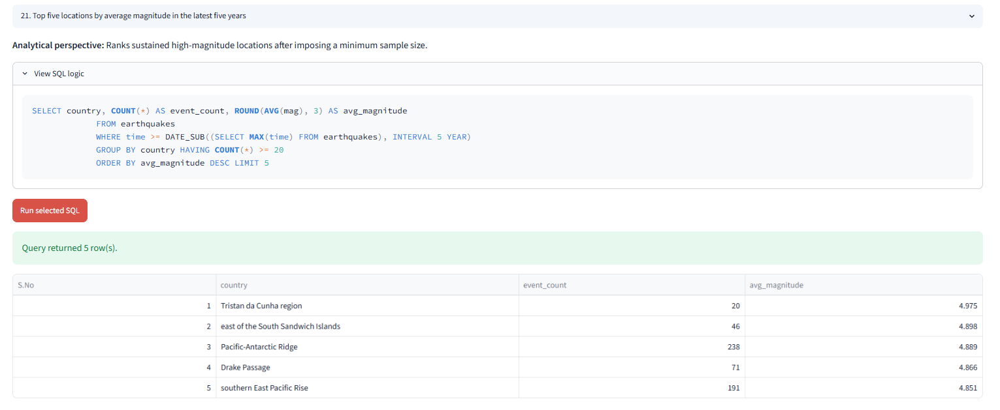 21. Top five locations by average magnitude in the latest five years
Analytical perspective: Ranks sustained high-magnitude locations after imposing a minimum sample size.
View SQL logic
SELECT country, COUNT(*) AS event_count, ROUND(AVG(mag), 3) AS avg_magnitude
FROM earthquakes
WHERE time >= DATE_SUB((SELECT MAX(time) FROM earthquakes), INTERVAL 5 YEAR)
GROUP BY country HAVING COUNT(*) >= 20
ORDER BY avg_magnitude DESC LIMIT 5
Run selected SQL
Query returned 5 row(s).
S.No country event_count avg_magnitude
1 Tristan da Cunha region 20 4.975
2 east of the South Sandwich Islands 46 4.898
3 Pacific-Antarctic Ridge 238 4.889
4 Drake Passage 71 4.866
5 southern East Pacific Rise 191 4.851